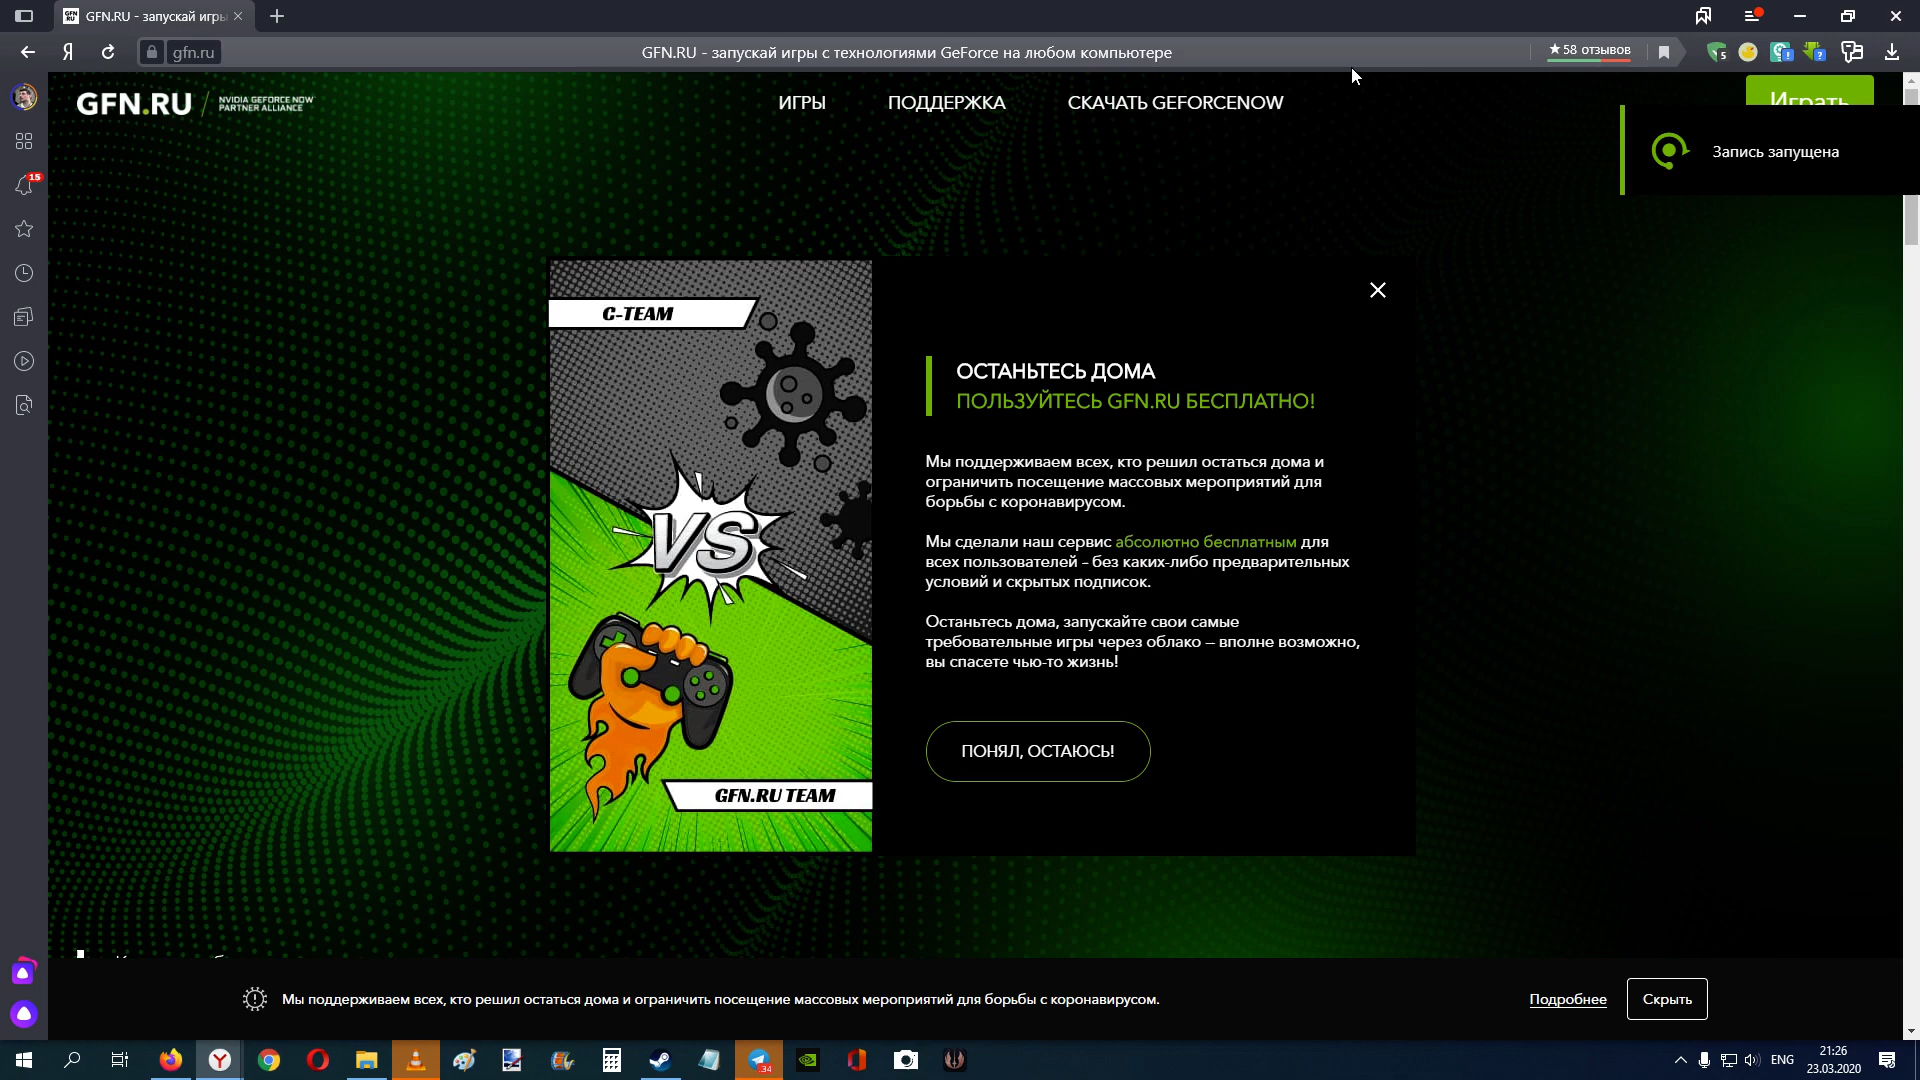 GFN.RU - запускай игры
gfn.ru
GFN.RU - запускай игры с технологиями GeForce на любом компьютере
★58 отзывов
5
15
GFN.RU
NVIDIA GEFORCE NOW
PARTNER ALLIANCE
ИГРЫ
ПОДДЕРЖКА
СКАЧАТЬ GEFORCENOW
Играть
Запись запущена
C-TEAM
VS
GFN.RU TEAM
ОСТАНЬТЕСЬ ДОМА
ПОЛЬЗУЙТЕСЬ GFN.RU БЕСПЛАТНО!
Мы поддерживаем всех, кто решил остаться дома и
ограничить посещение массовых мероприятий для
борьбы с коронавирусом.
Мы сделали наш сервис абсолютно бесплатным для
всех пользователей – без каких-либо предварительных
условий и скрытых подписок.
Останьтесь дома, запускайте свои самые
требовательные игры через облако — вполне возможно,
вы спасете чью-то жизнь!
ПОНЯЛ, ОСТАЮСЬ!
Мы поддерживаем всех, кто решил остаться дома и ограничить посещение массовых мероприятий для борьбы с коронавирусом.
Подробнее
Скрыть
34
ENG
21:26
23.03.2020